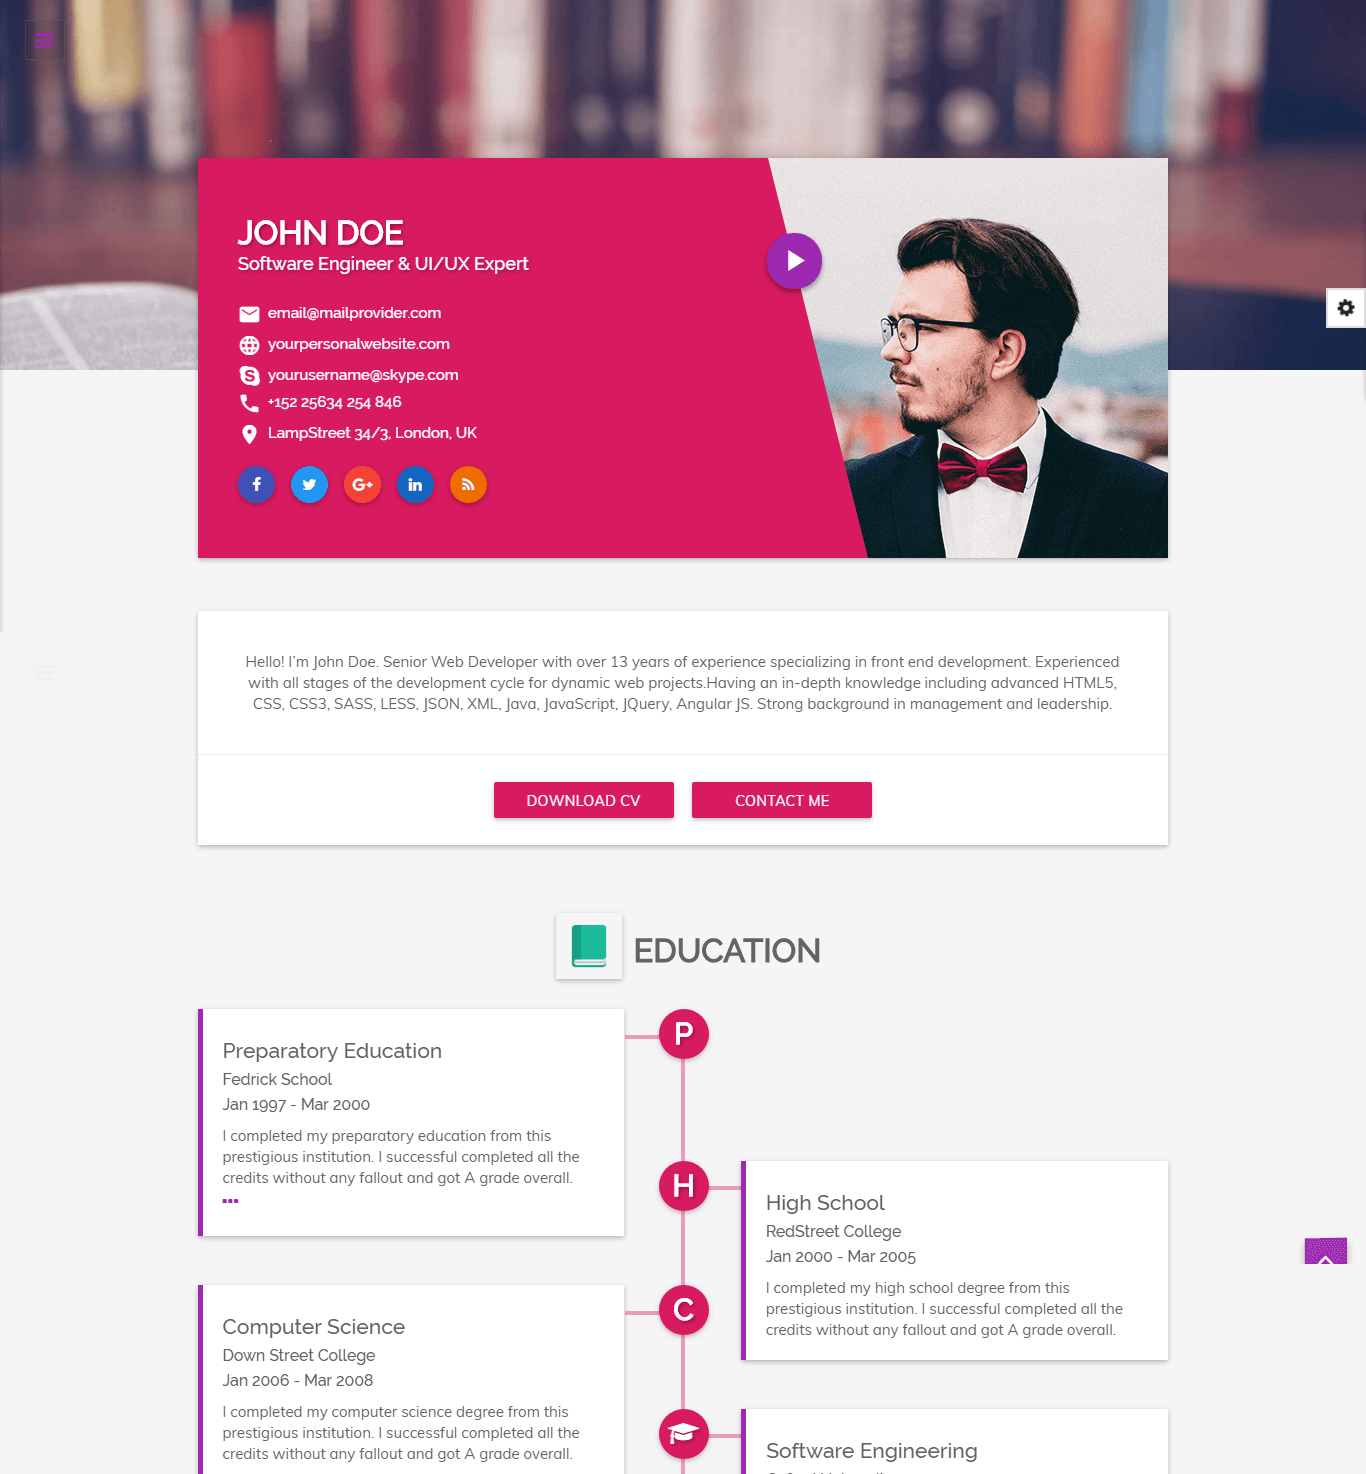 JOHN DOE
Software Engineer & UI/UX Expert
email@mailprovider.com
yourpersonalwebsite.com
yourusername@skype.com
+152 25634 254 846
LampStreet 34/3, London, UK
Hello! I'm John Doe. Senior Web Developer with over 13 years of experience specializing in front end development. Experienced
with all stages of the development cycle for dynamic web projects.Having an in-depth knowledge including advanced HTML5,
CSS, CSS3, SASS, LESS, JSON, XML, Java, JavaScript, JQuery, Angular JS. Strong background in management and leadership.
DOWNLOAD CV
CONTACT ME
EDUCATION
P
Preparatory Education
Fedrick School
Jan 1997 - Mar 2000
I completed my preparatory education from this
prestigious institution. I successful completed all the
credits without any fallout and got A grade overall.
H
High School
RedStreet College
Jan 2000 - Mar 2005
I completed my high school degree from this
prestigious institution. I successful completed all the
credits without any fallout and got A grade overall.
C
Computer Science
Down Street College
Jan 2006 - Mar 2008
I completed my computer science degree from this
prestigious institution. I successful completed all the
credits without any fallout and got A grade overall.
Software Engineering